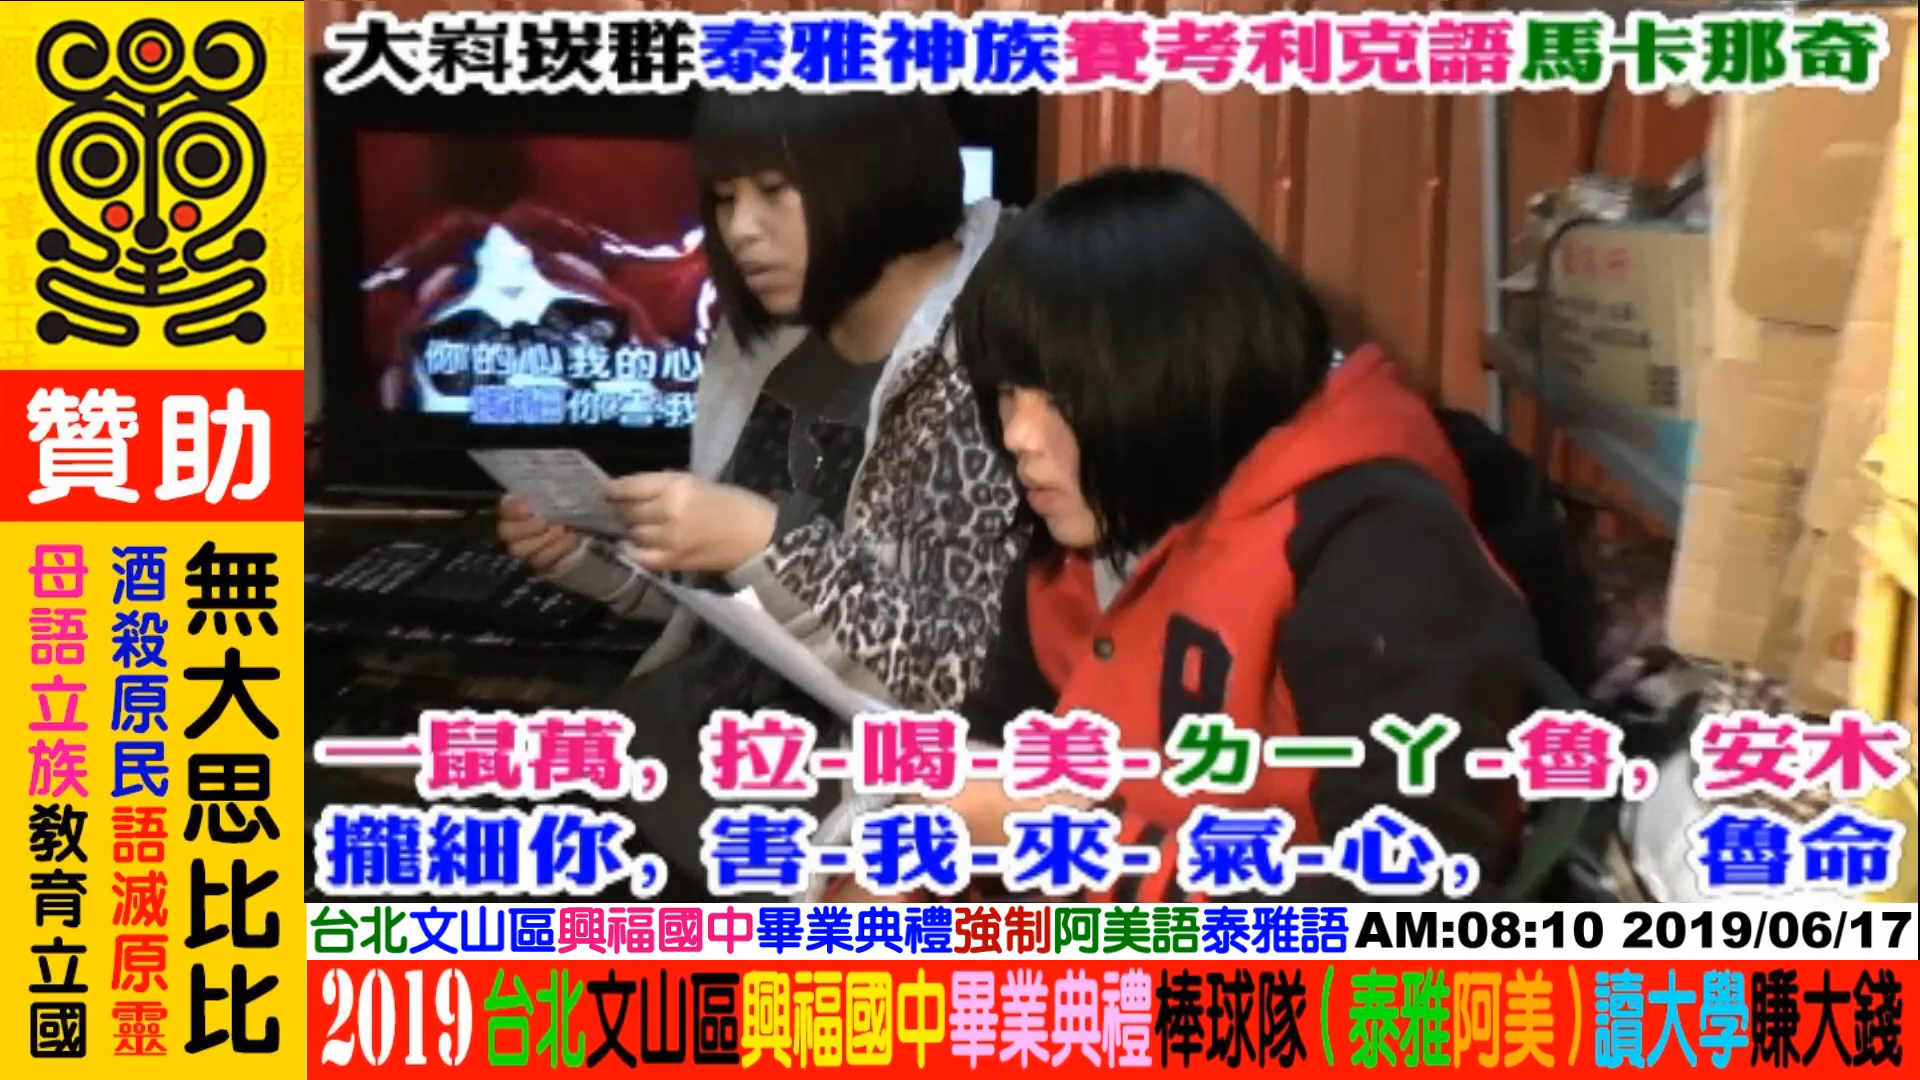 大嵙崁群泰雅神族賽考利克語馬卡那奇
你的心我的心
你害我
一鼠萬，拉-喝-美-ㄌㄧㄚ-魯，安木
攏細你，害-我-來-氣-心，魯命
台北文山區興福國中畢業典禮強制阿美語泰雅語AM:08:10 2019/06/17
2019台北文山區興福國中畢業典禮棒球隊(泰雅阿美)讀大學賺大錢
贊助
無大思比比
酒殺原民語滅原靈
母語立族教育立國